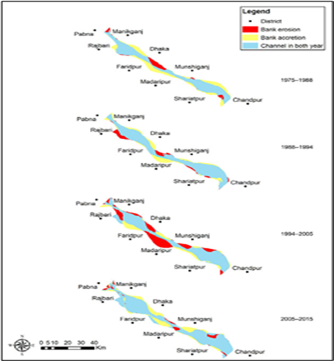 Legend
District
Bank erosion
Bank accretion
Channel in both year
Pabna
Manikganj
Rajbari
Dhaka
Faridpur
Munshiganj
Madaripur
Shariatpur
Chandpur
1975–1988
Pabna
Manikganj
Rajbari
Dhaka
Faridpur
Munshiganj
Madaripur
Shariatpur
Chandpur
1988–1994
Pabna
Manikganj
Rajbari
Dhaka
Faridpur
Munshiganj
Madaripur
Shariatpur
Chandpur
1994–2005
Pabna
Manikganj
Rajbari
Dhaka
Faridpur
Munshiganj
Madaripur
Shariatpur
Chandpur
2005–2015
0 5 10 20 30 40
Km